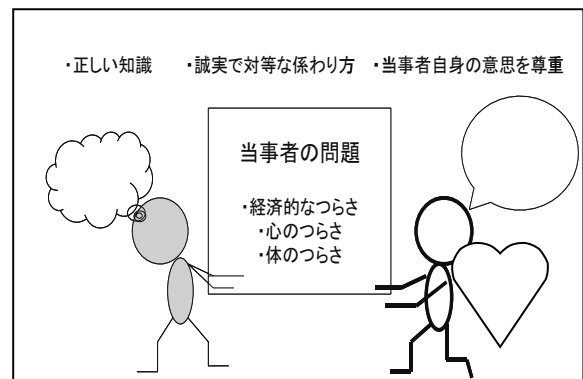 ・正しい知識　・誠実で対等な係わり方　・当事者自身の意思を尊重
当事者の問題
・経済的なつらさ
・心のつらさ
・体のつらさ